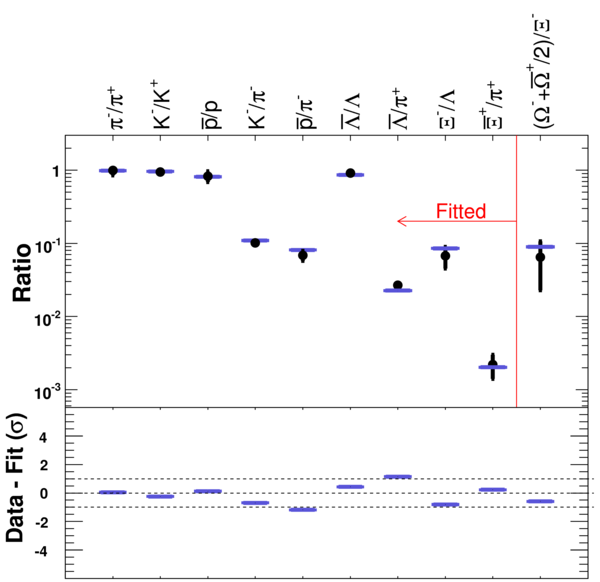 π⁻/π⁺
K⁻/K⁺
p̅/p
K⁻/π⁻
p̅/π⁻
Λ̅/Λ
Λ̅/π⁺
Ξ⁻/Λ
Ξ̅⁺/π⁺
(Ω⁻+Ω̅⁺/2)/Ξ⁻
Ratio
1
10⁻¹
10⁻²
10⁻³
Fitted
Data - Fit (σ)
4
2
0
-2
-4